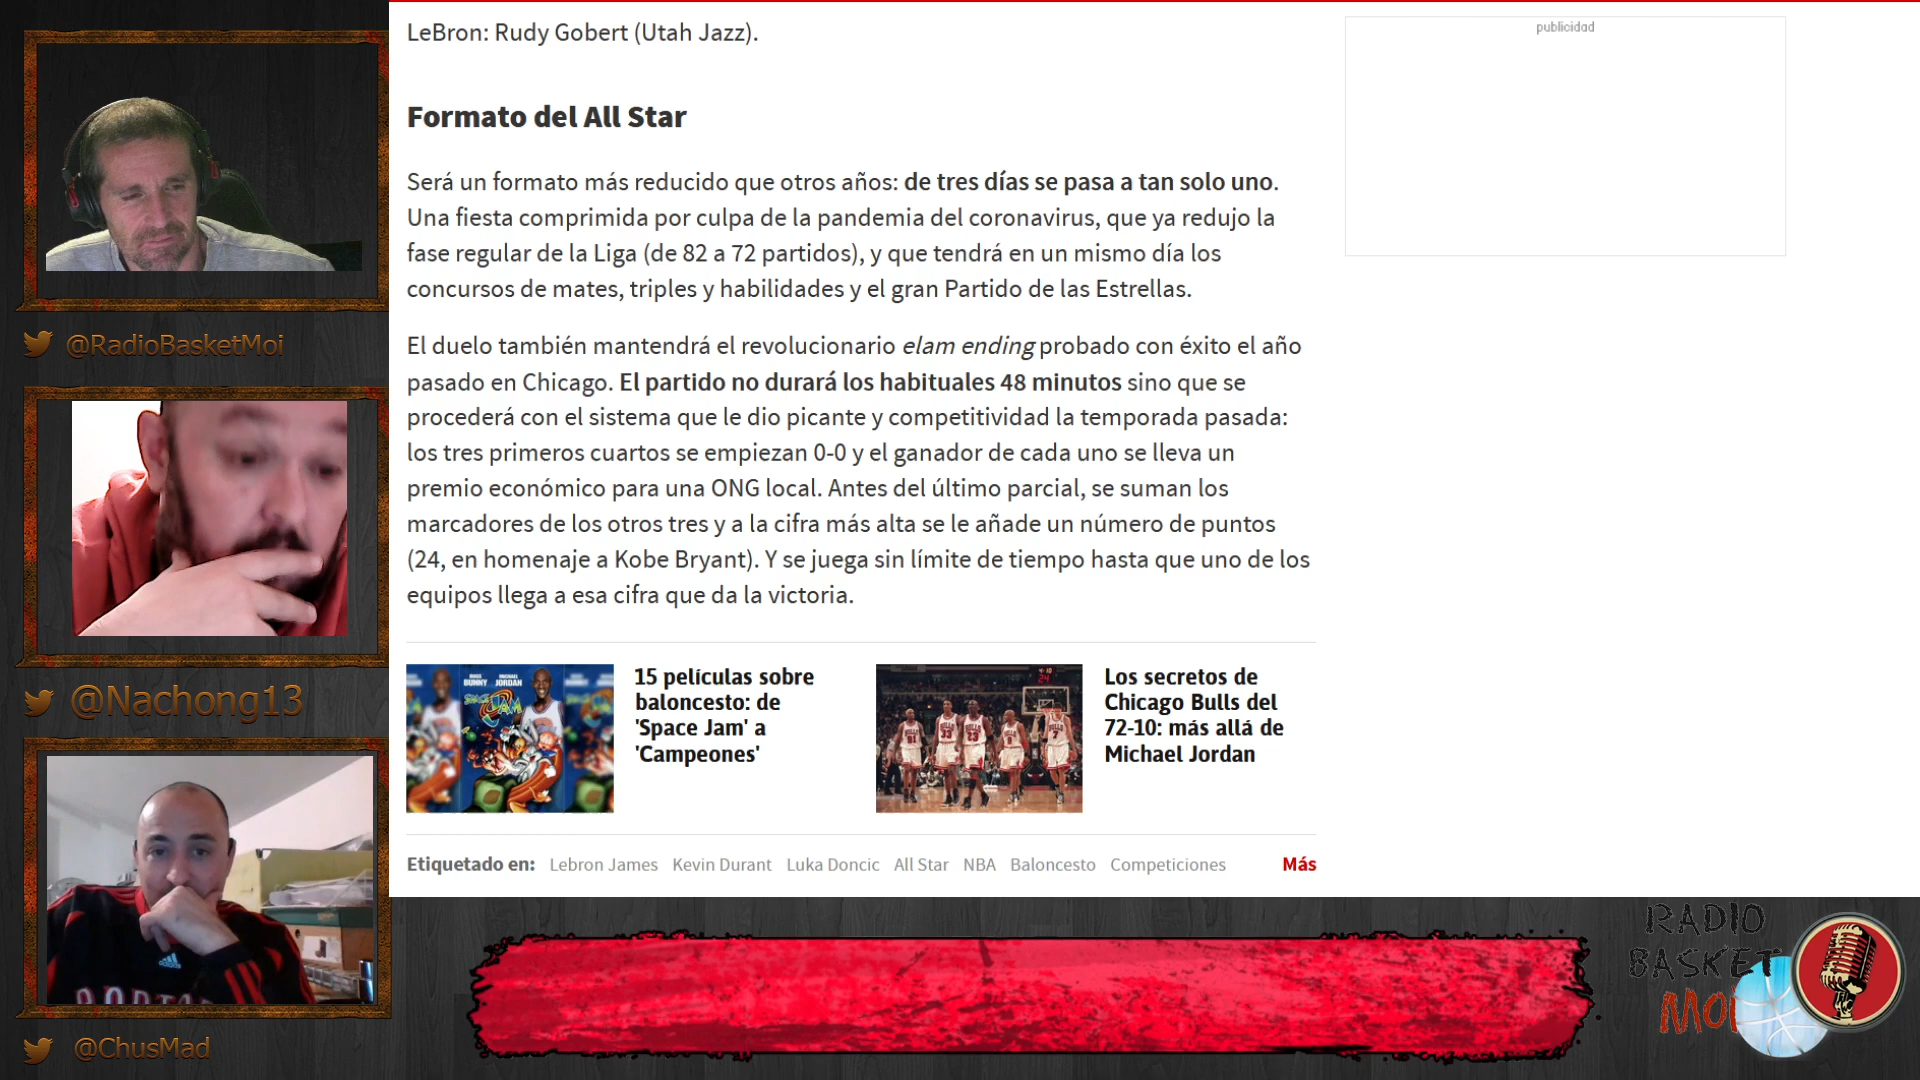 LeBron: Rudy Gobert (Utah Jazz).
publicidad
Formato del All Star
Será un formato más reducido que otros años: de tres días se pasa a tan solo uno.
Una fiesta comprimida por culpa de la pandemia del coronavirus, que ya redujo la
fase regular de la Liga (de 82 a 72 partidos), y que tendrá en un mismo día los
concursos de mates, triples y habilidades y el gran Partido de las Estrellas.
El duelo también mantendrá el revolucionario elam ending probado con éxito el año
pasado en Chicago. El partido no durará los habituales 48 minutos sino que se
procederá con el sistema que le dio picante y competitividad la temporada pasada:
los tres primeros cuartos se empiezan 0-0 y el ganador de cada uno se lleva un
premio económico para una ONG local. Antes del último parcial, se suman los
marcadores de los otros tres y a la cifra más alta se le añade un número de puntos
(24, en homenaje a Kobe Bryant). Y se juega sin límite de tiempo hasta que uno de los
equipos llega a esa cifra que da la victoria.
15 películas sobre
baloncesto: de
'Space Jam' a
'Campeones'
Los secretos de
Chicago Bulls del
72-10: más allá de
Michael Jordan
Etiquetado en: Lebron James Kevin Durant Luka Doncic All Star NBA Baloncesto Competiciones Más
@RadioBasketMoi
@Nachong13
@ChusMad
RADIO
BASKET
MOI